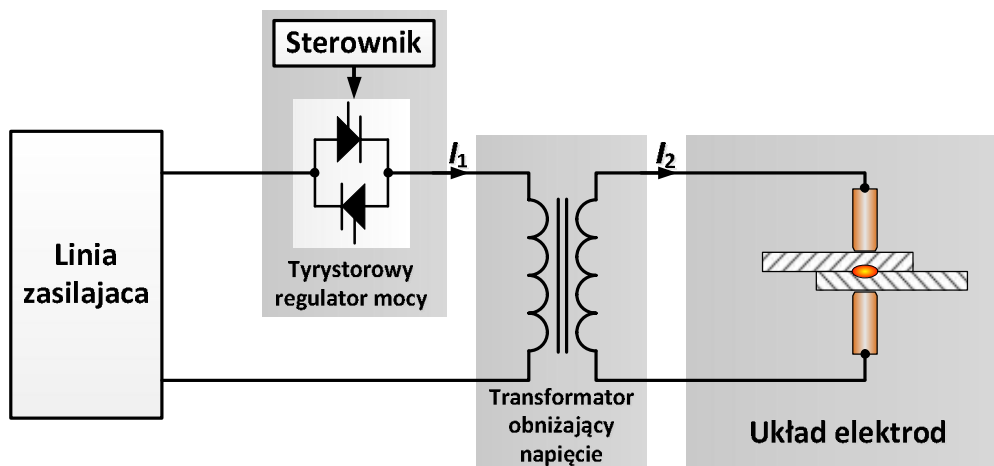 Sterownik
I1
I2
Linia
zasilajaca
Tyrystorowy
regulator mocy
Transformator
obniżający
napięcie
Układ elektrod